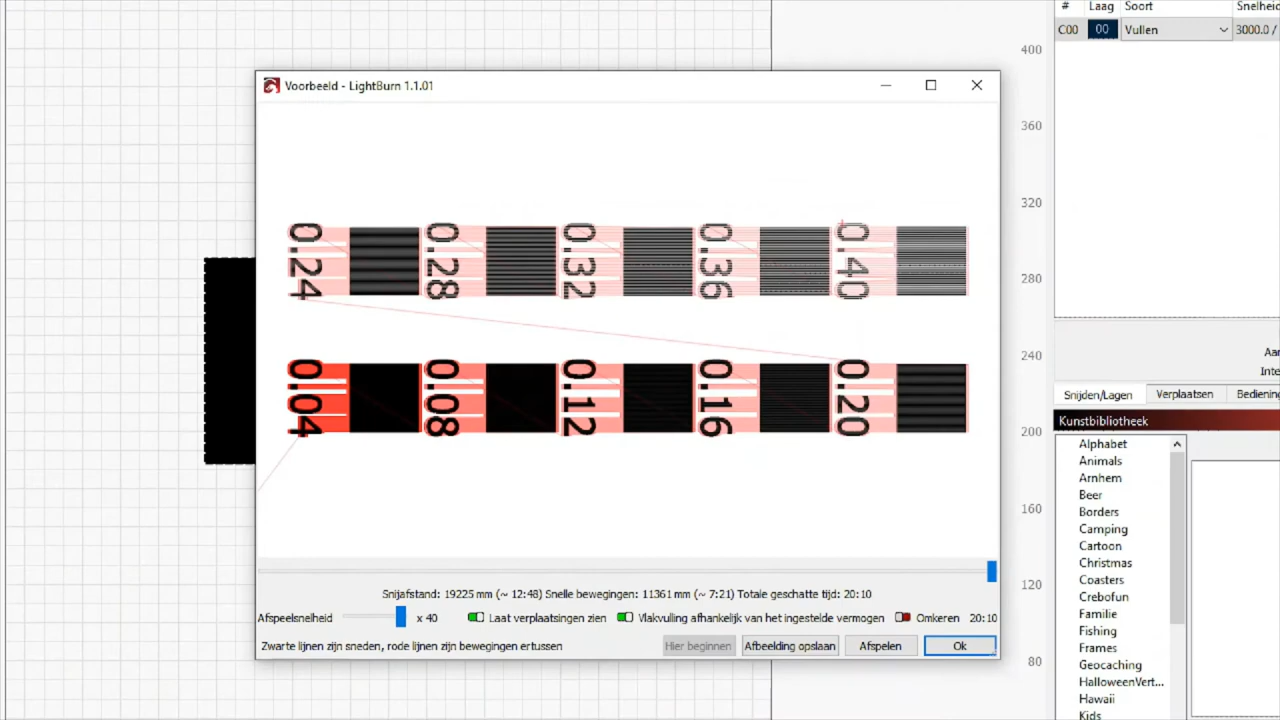 # Laag Soort Snelheid
C00 00 Vullen 3000.0 /
Voorbeeld - LightBurn 1.1.01
400
360
320
280
240
200
160
120
80
0.24 0.28 0.32 0.36 0.40
0.04 0.08 0.12 0.16 0.20
Snijafstand: 19225 mm (~ 12:48) Snelle bewegingen: 11361 mm (~ 7:21) Totale geschatte tijd: 20:10
Afspeelsnelheid x 40 Laat verplaatsingen zien Vlakvulling afhankelijk van het ingestelde vermogen Omkeren 20:10
Zwarte lijnen zijn sneden, rode lijnen zijn bewegingen ertussen Hier beginnen Afbeelding opslaan Afspelen Ok
Aan
Inte
Snijden/Lagen Verplaatsen Bediening
Kunstbibliotheek
Alphabet
Animals
Arnhem
Beer
Borders
Camping
Cartoon
Christmas
Coasters
Crebofun
Familie
Fishing
Frames
Geocaching
HalloweenVert...
Hawaii
Kids